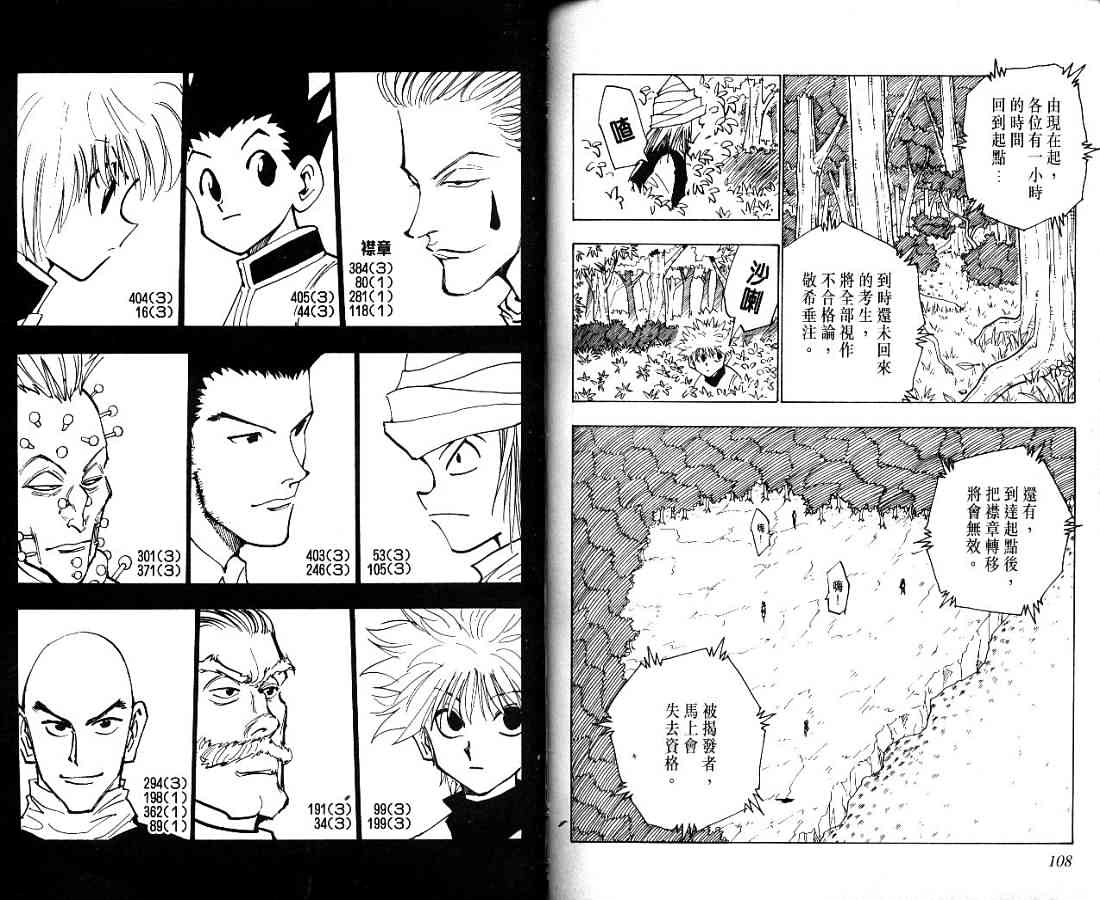 由現在起，
各位有一小時
的時間
回到起點…
到時還未回來
的考生，
將全部視作
不合格論，
敬希垂注。
喳
沙喇
還有，
到達起點後，
把襟章轉移
將會無效。
嗨
嗨！
被揭發者，
馬上會
失去資格。
108
襟章
384(3)
80(1)
281(1)
118(1)
405(3)
44(3)
404(3)
16(3)
53(3)
105(3)
403(3)
246(3)
301(3)
371(3)
99(3)
199(3)
191(3)
34(3)
294(3)
198(1)
362(1)
89(1)